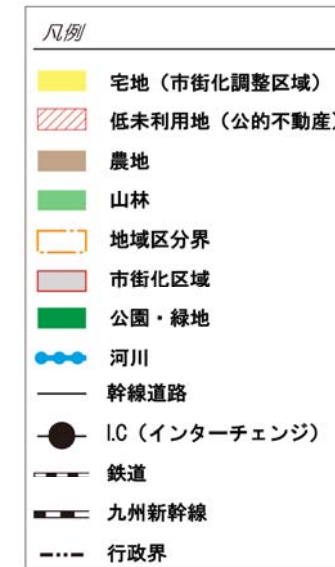 凡例
宅地（市街化調整区域）
低未利用地（公的不動産）
農地
山林
地域区分界
市街化区域
公園・緑地
河川
幹線道路
I.C（インターチェンジ）
鉄道
九州新幹線
行政界